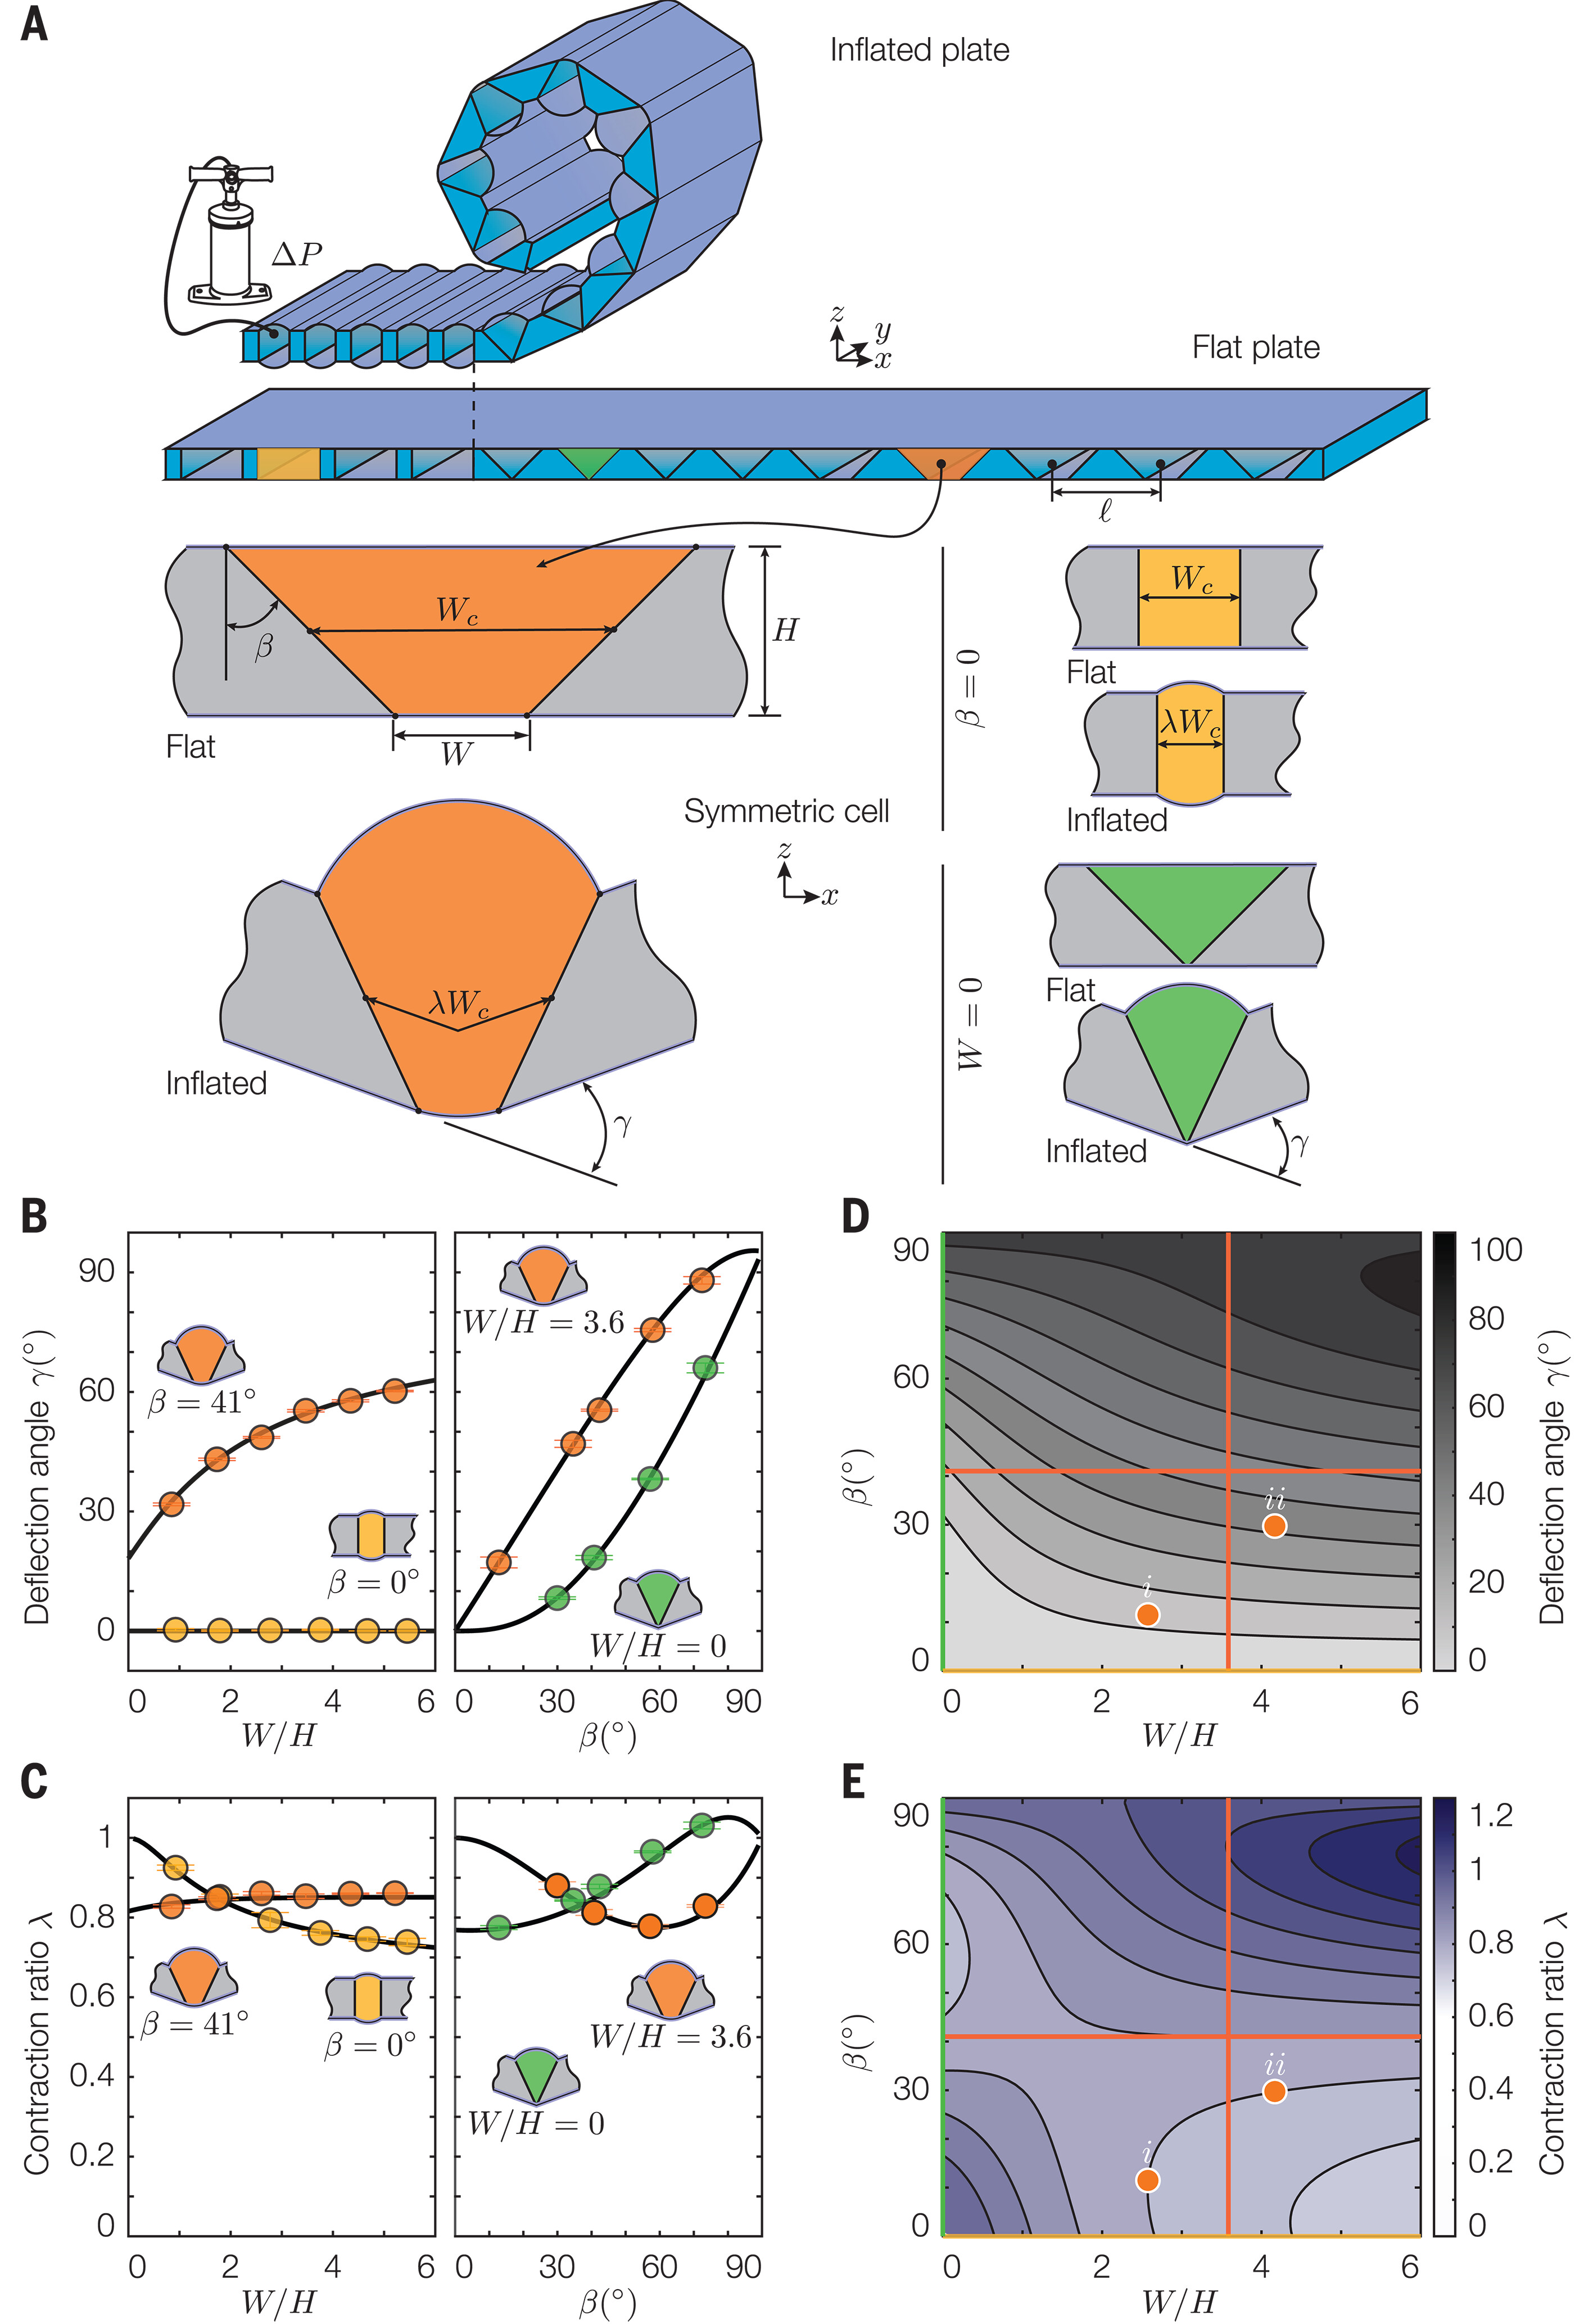 A
Inflated plate
ΔP
z
y
x
Flat plate
ℓ
W_c
β
H
W
Flat
β = 0
W_c
Flat
λW_c
Inflated
Symmetric cell
z
x
λW_c
Inflated
γ
W = 0
Flat
Inflated
γ
B
Deflection angle γ(°)
90
60
30
0
β = 41°
β = 0°
0 2 4 6
W/H
W/H = 3.6
W/H = 0
0 30 60 90
β(°)
D
β(°)
90
60
30
0
i
ii
0 2 4 6
W/H
100
80
60
40
20
0
Deflection angle γ(°)
C
Contraction ratio λ
1
0.8
0.6
0.4
0.2
0
β = 41°
β = 0°
0 2 4 6
W/H
W/H = 3.6
W/H = 0
0 30 60 90
β(°)
E
β(°)
90
60
30
0
i
ii
0 2 4 6
W/H
1.2
1
0.8
0.6
0.4
0.2
0
Contraction ratio λ